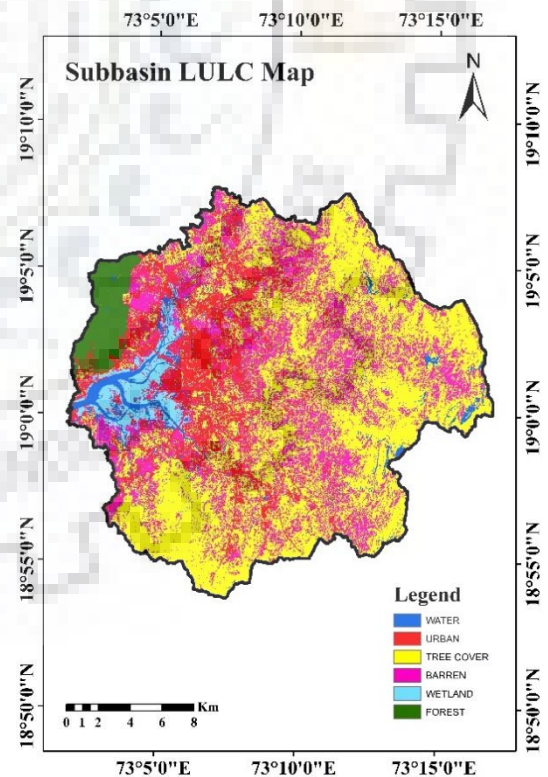 73°5'0"E 73°10'0"E 73°15'0"E
Subbasin LULC Map
N
19°10'0"N 19°10'0"N
19°5'0"N 19°5'0"N
19°0'0"N 19°0'0"N
18°55'0"N 18°55'0"N
18°50'0"N 18°50'0"N
Legend
WATER
URBAN
TREE COVER
BARREN
WETLAND
FOREST
Km
0 1 2 4 6 8
73°5'0"E 73°10'0"E 73°15'0"E